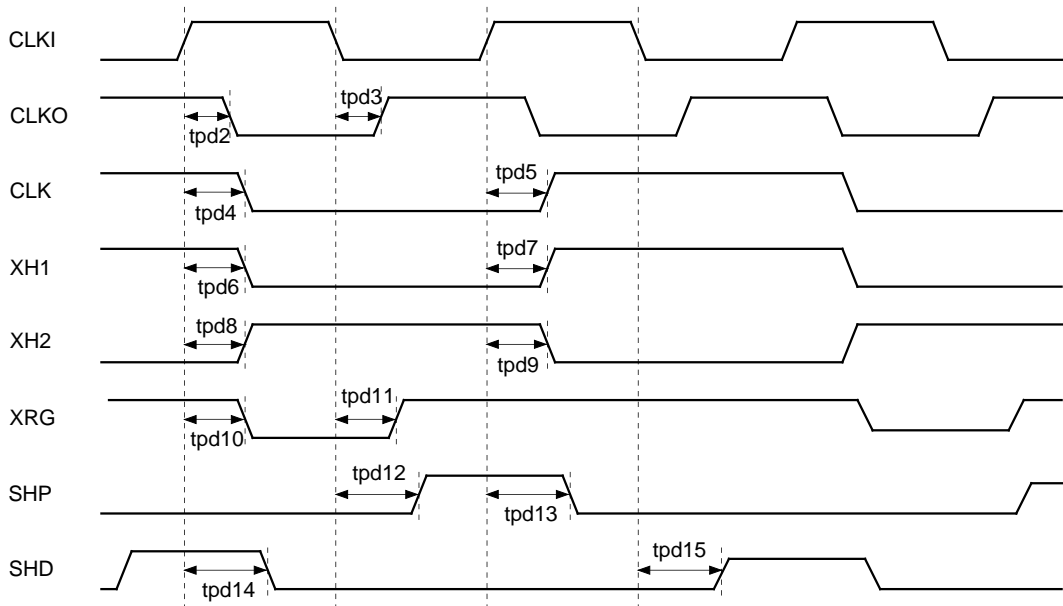 CLKI
CLKO
tpd2
tpd3
CLK
tpd4
tpd5
XH1
tpd6
tpd7
XH2
tpd8
tpd9
XRG
tpd10
tpd11
SHP
tpd12
tpd13
SHD
tpd14
tpd15